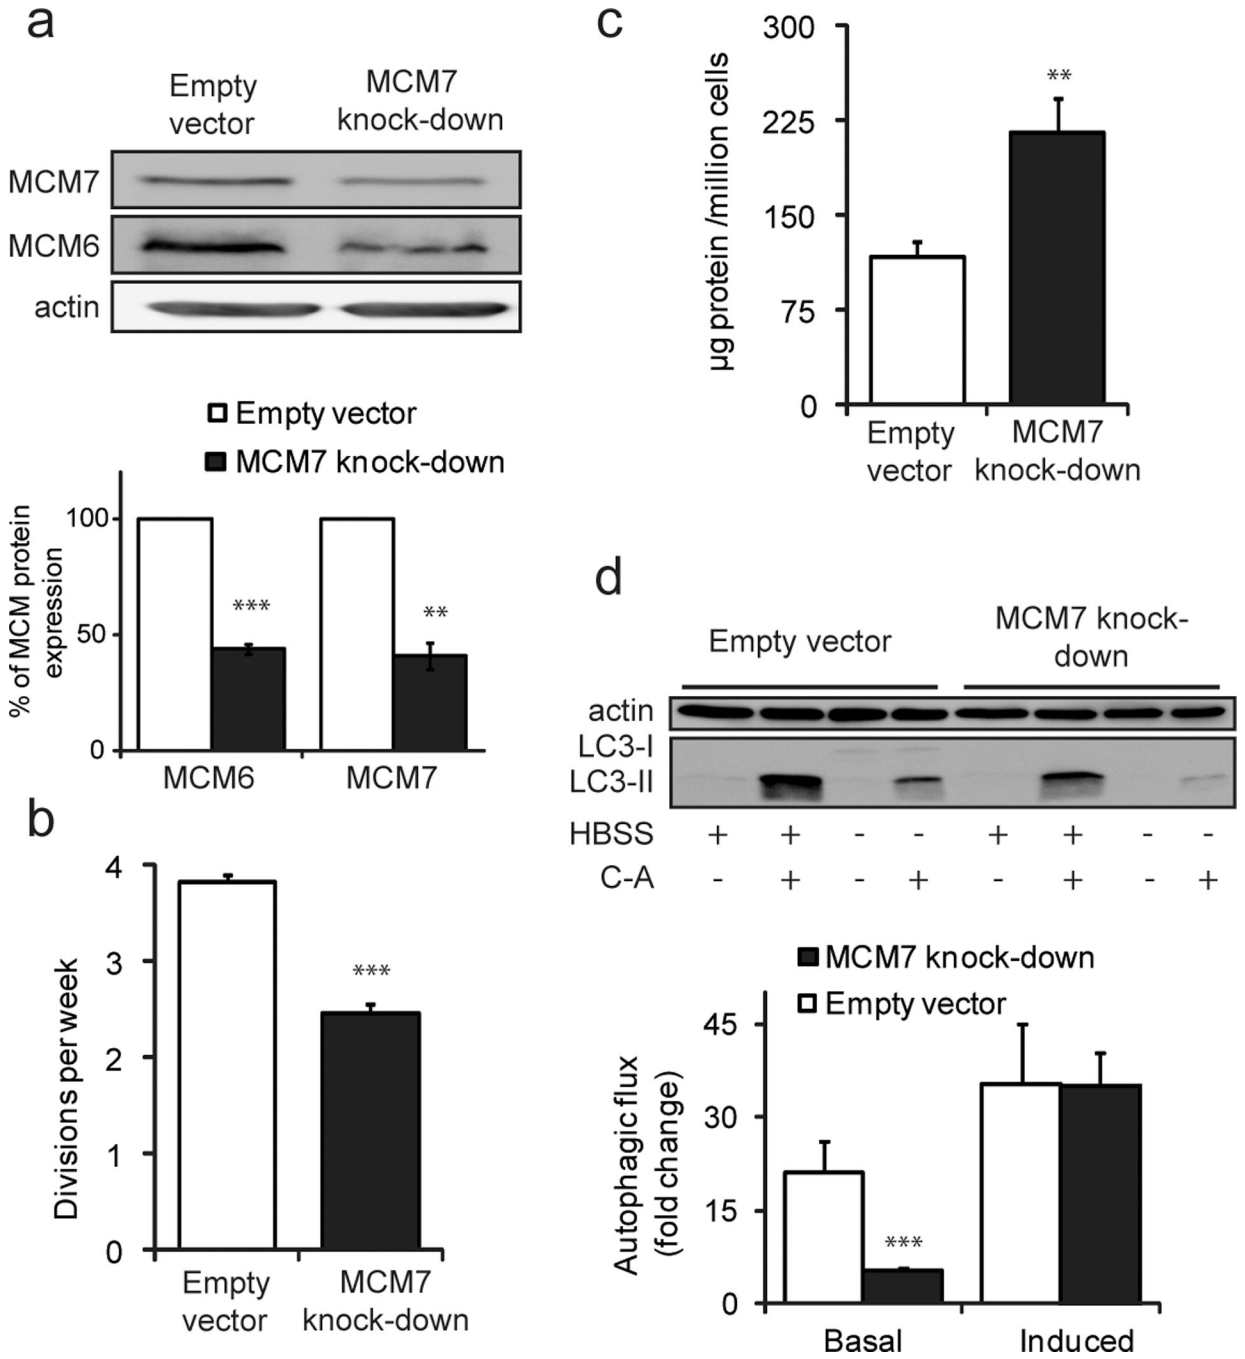 a
Empty
vector
MCM7
knock-down
MCM7
MCM6
actin
Empty vector
MCM7 knock-down
% of MCM protein
expression
100
50
0
***
**
MCM6
MCM7
b
Divisions per week
4
3
2
1
0
***
Empty
vector
MCM7
knock-down
c
µg protein /million cells
300
225
150
75
0
**
Empty
vector
MCM7
knock-down
d
Empty vector
MCM7 knock-
down
actin
LC3-I
LC3-II
HBSS + + - - + + - -
C-A - + - + - + - +
MCM7 knock-down
Empty vector
Autophagic flux
(fold change)
45
30
15
0
***
Basal
Induced